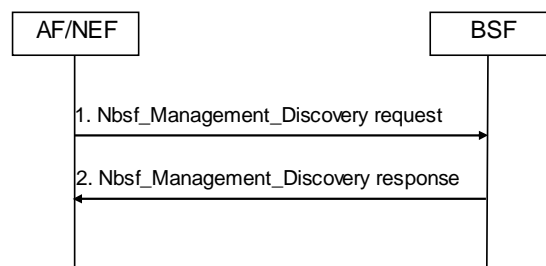 AF/NEF
BSF
1. Nbsf_Management_Discovery request
2. Nbsf_Management_Discovery response